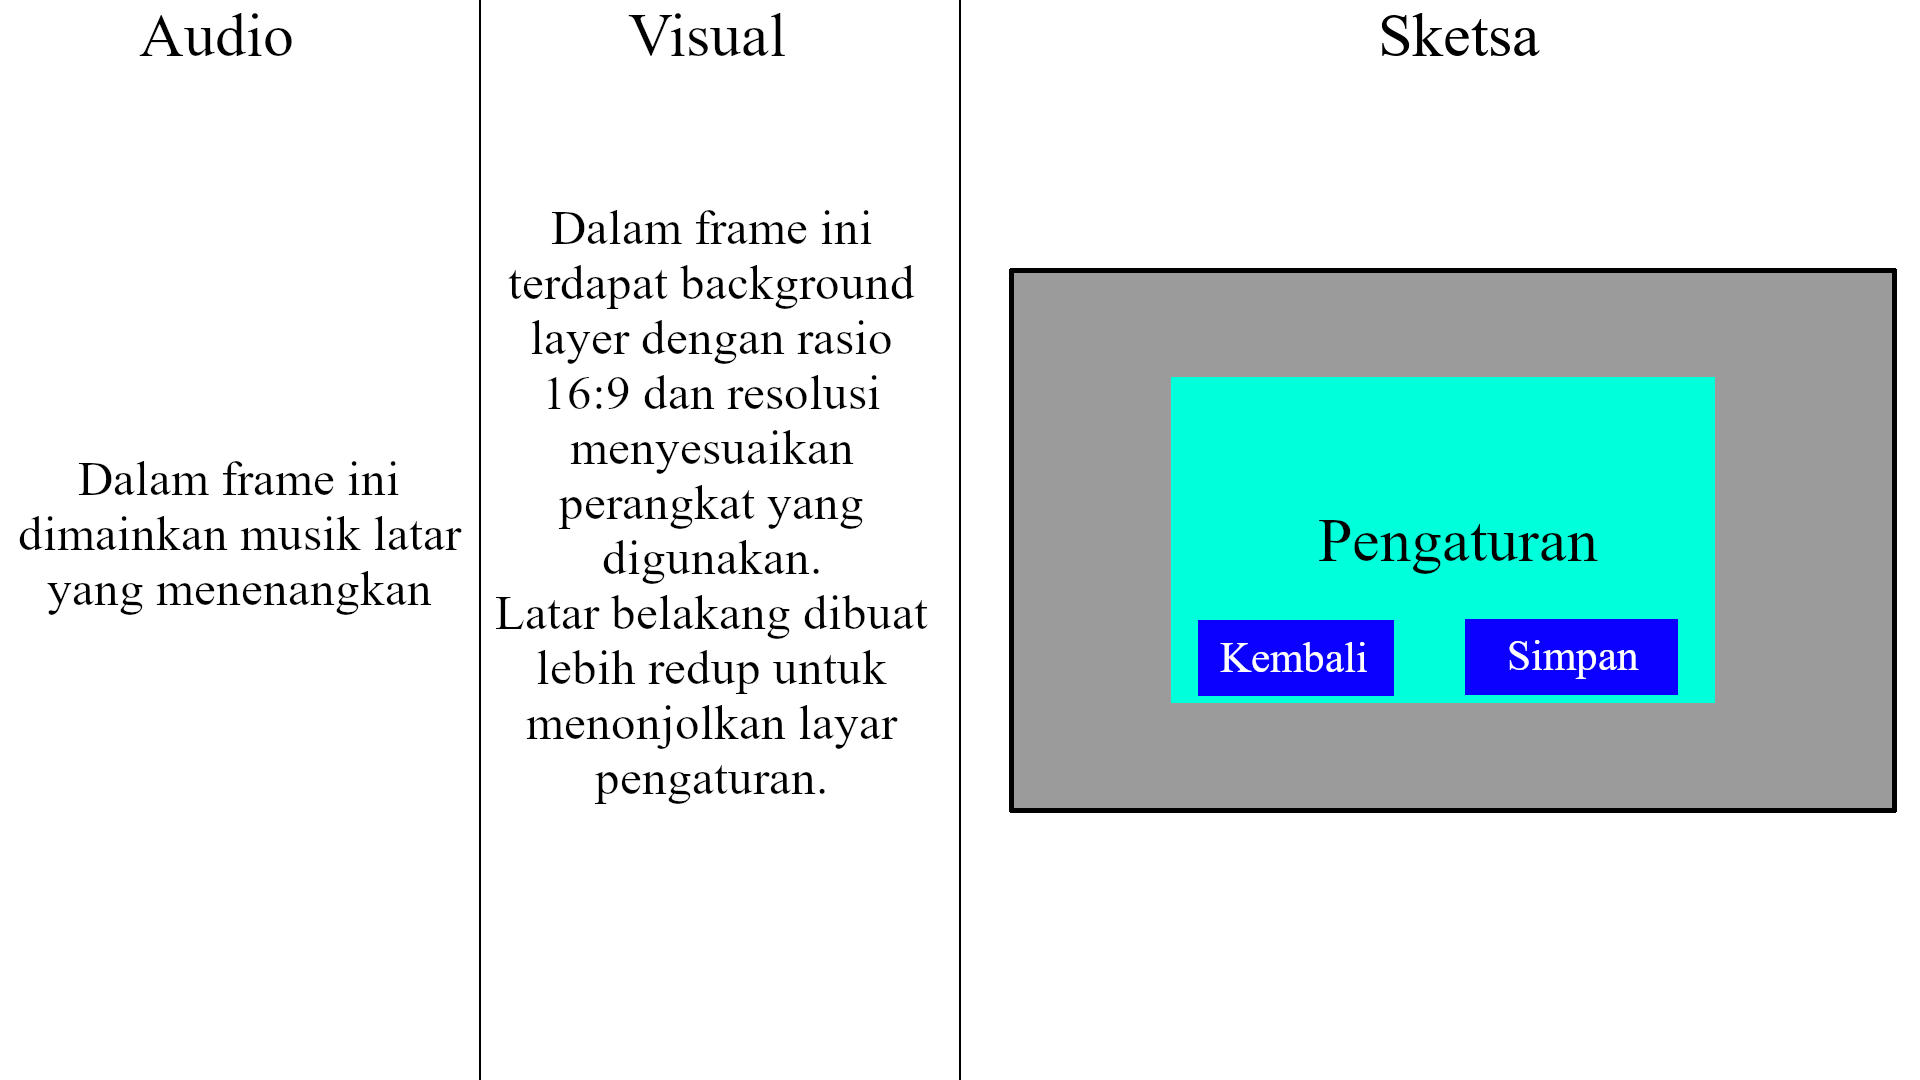 Audio
Dalam frame ini
dimainkan musik latar
yang menenangkan
Visual
Dalam frame ini
terdapat background
layer dengan rasio
16:9 dan resolusi
menyesuaikan
perangkat yang
digunakan.
Latar belakang dibuat
lebih redup untuk
menonjolkan layar
pengaturan.
Sketsa
Pengaturan
Kembali
Simpan